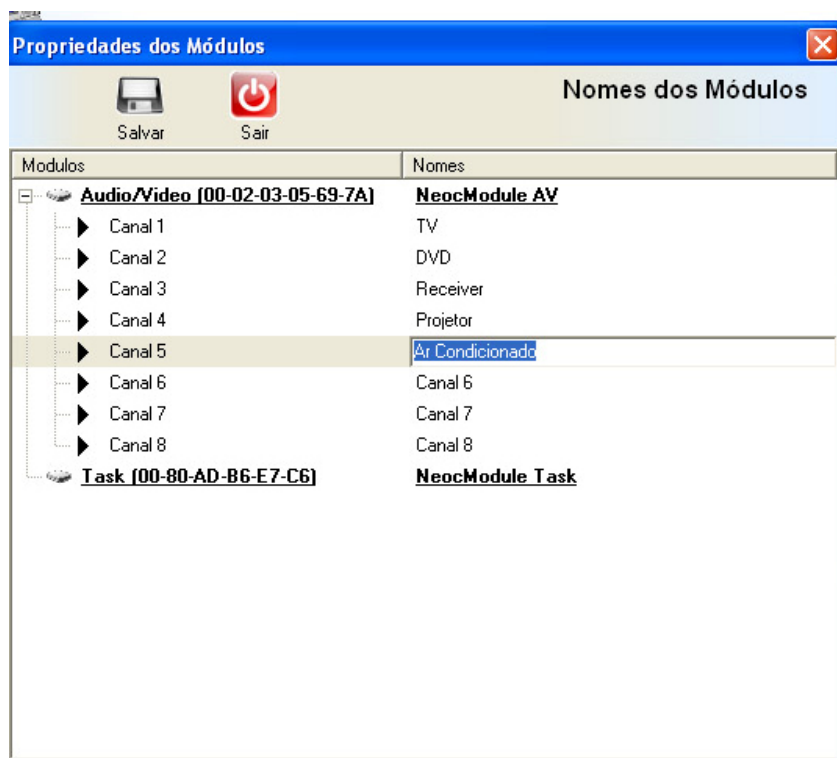 Propriedades dos Módulos
Nomes dos Módulos
Salvar Sair
Modulos Nomes
Audio/Video (00-02-03-05-69-7A) NeocModule AV
Canal 1 TV
Canal 2 DVD
Canal 3 Receiver
Canal 4 Projetor
Canal 5 Ar Condicionado
Canal 6 Canal 6
Canal 7 Canal 7
Canal 8 Canal 8
Task (00-80-AD-B6-E7-C6) NeocModule Task